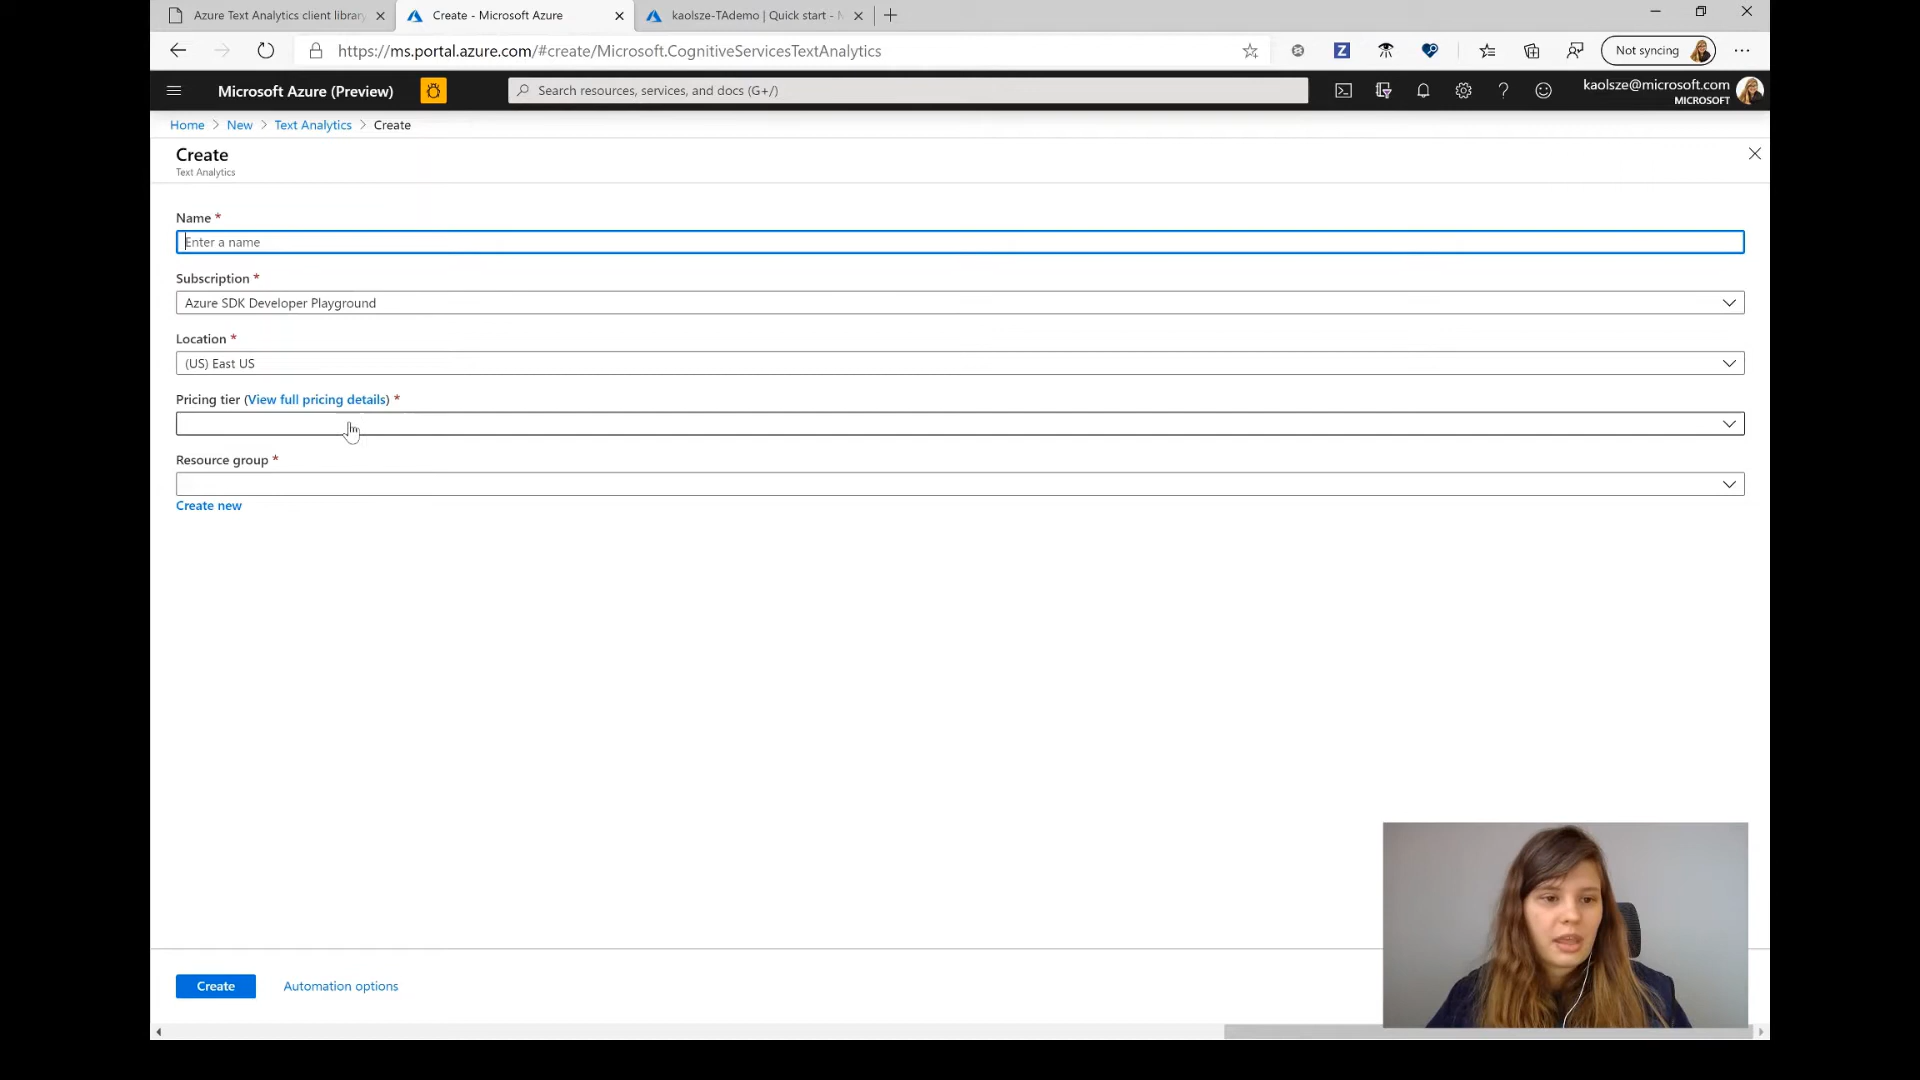 Azure Text Analytics client library
Create - Microsoft Azure
kaolsze-TAdemo | Quick start -
https://ms.portal.azure.com/#create/Microsoft.CognitiveServicesTextAnalytics
Z
Not syncing
Microsoft Azure (Preview)
Search resources, services, and docs (G+/)
kaolsze@microsoft.com
MICROSOFT
Home > New > Text Analytics > Create
Create
Text Analytics
Name *
Enter a name
Subscription *
Azure SDK Developer Playground
Location *
(US) East US
Pricing tier (View full pricing details) *
Resource group *
Create new
Create
Automation options